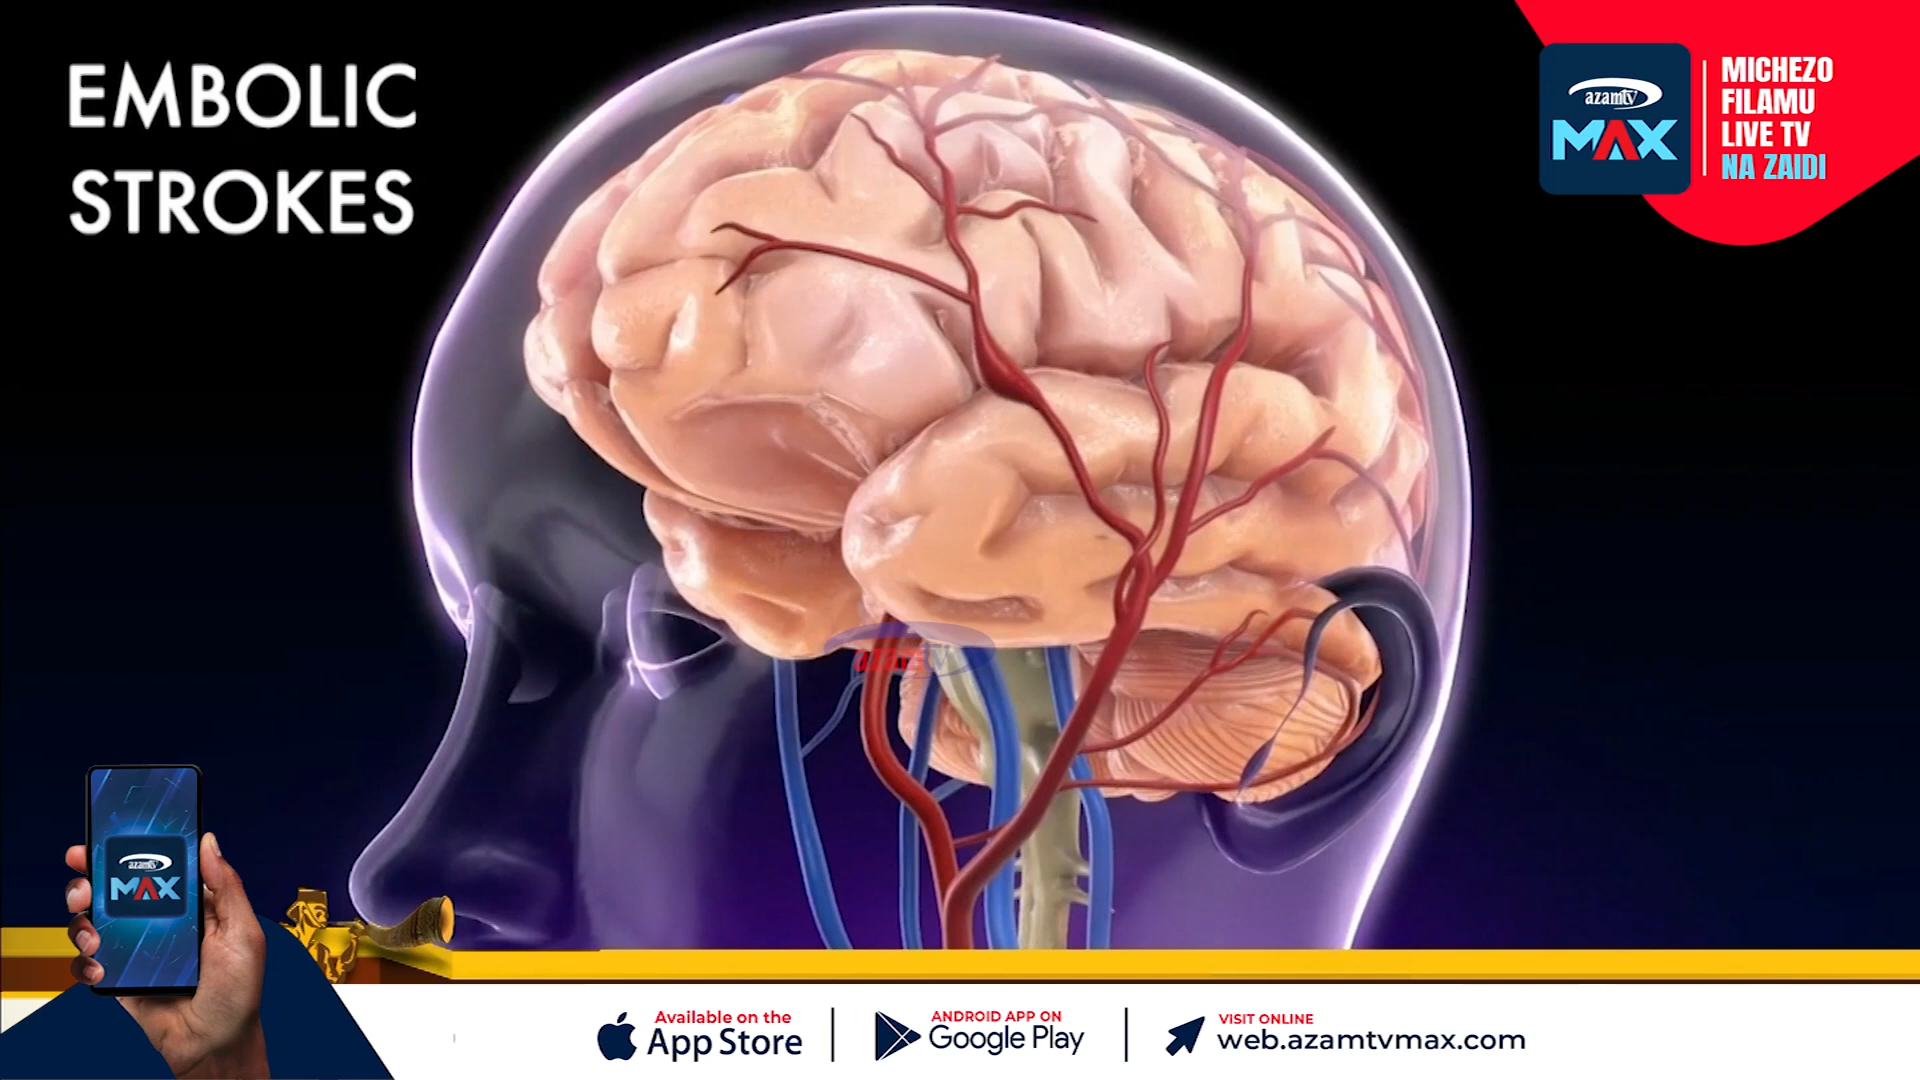 EMBOLIC
STROKES
azamtv
MAX
MICHEZO
FILAMU
LIVE TV
NA ZAIDI
azamtv
azamtv
MAX
Available on the
App Store
ANDROID APP ON
Google Play
VISIT ONLINE
web.azamtvmax.com